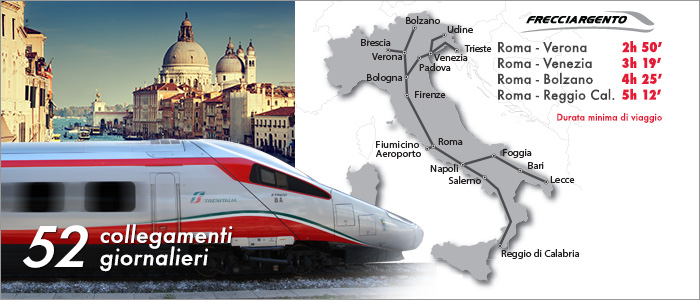 FRECCIARGENTO
Roma - Verona 2h 50'
Roma - Venezia 3h 19'
Roma - Bolzano 4h 25'
Roma - Reggio Cal. 5h 12'
Durata minima di viaggio
Bolzano
Udine
Brescia
Trieste
Verona
Venezia
Padova
Bologna
Firenze
Fiumicino
Aeroporto
Roma
Foggia
Napoli
Bari
Salerno
Lecce
Reggio di Calabria
TRENITALIA
52 collegamenti
giornalieri